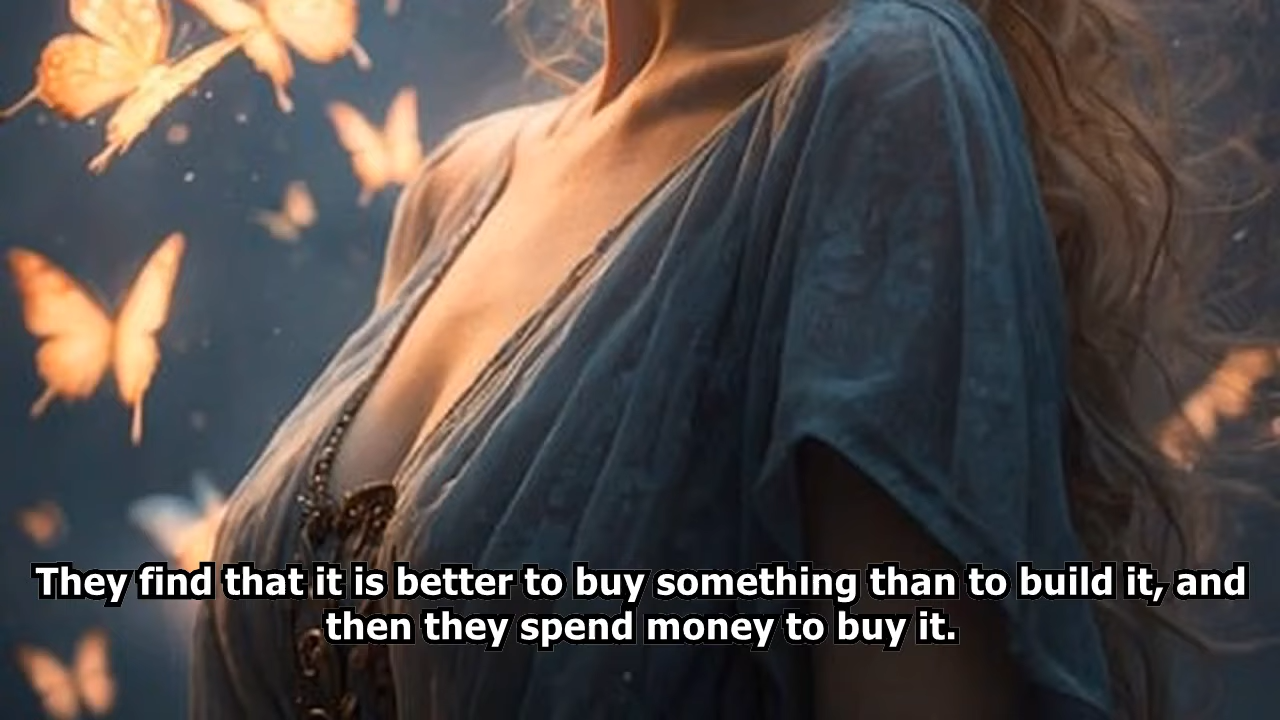 They find that it is better to buy something than to build it, and
then they spend money to buy it.